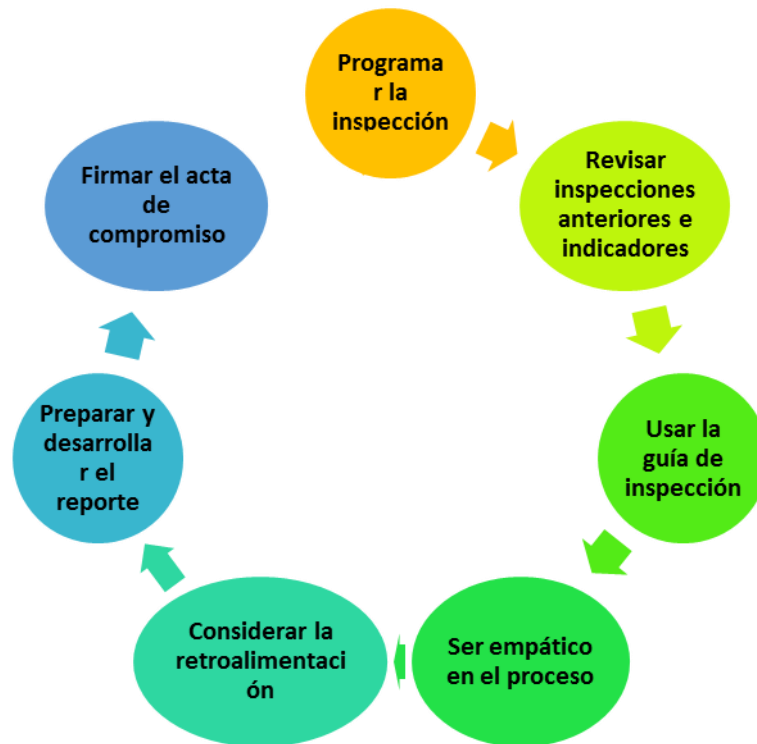 Programa
r la
inspección
Revisar
inspecciones
anteriores e
indicadores
Usar la
guía de
inspección
Ser empático
en el proceso
Considerar la
retroalimentaci
ón
Preparar y
desarrolla
r el
reporte
Firmar el acta
de
compromiso